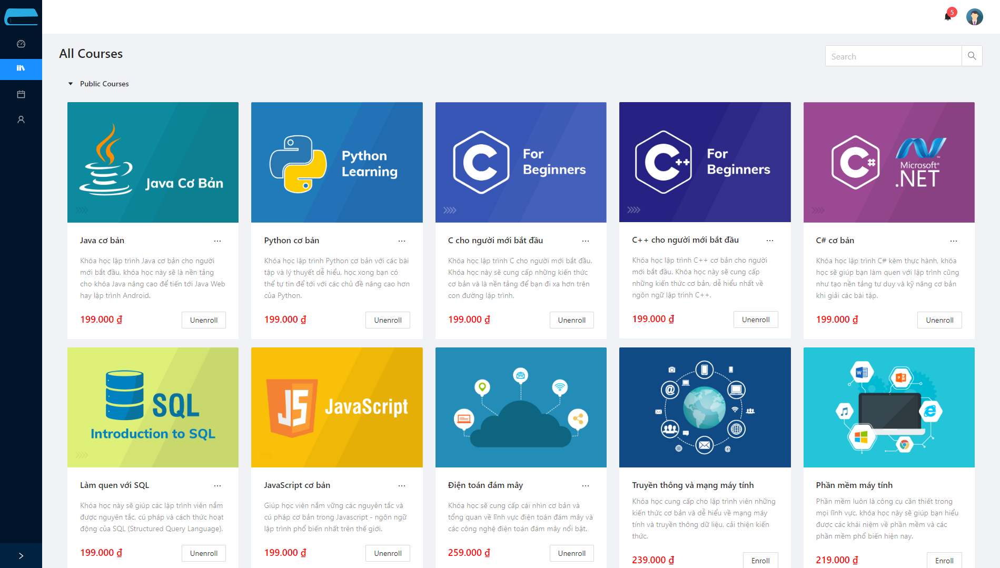 5
All Courses
Search
Public Courses
Java Cơ Bản
Python
Learning
For
Beginners
For
Beginners
Microsoft®
.NET
Java cơ bản
Khóa học lập trình Java cơ bản cho người
mới bắt đầu, khóa học này sẽ là nền tảng
cho khóa Java nâng cao để tiến tới Java Web
hay lập trình Android.
199.000 ₫
Unenroll
Python cơ bản
Khóa học lập trình Python cơ bản với các bài
tập và lý thuyết dễ hiểu, học xong bạn có
thể tự tin để tới với các chủ đề nâng cao hơn
của Python.
199.000 ₫
Unenroll
C cho người mới bắt đầu
Khóa học lập trình C cho người mới bắt đầu.
Khóa học này sẽ cung cấp những kiến thức
cơ bản và là nền tảng để bạn đi xa hơn trên
con đường lập trình.
199.000 ₫
Unenroll
C++ cho người mới bắt đầu
Khóa học lập trình C++ cơ bản cho người
mới bắt đầu. Khóa học này sẽ cung cấp
những kiến thức cơ bản, dễ hiểu nhất về
ngôn ngữ lập trình C++.
199.000 ₫
Unenroll
C# cơ bản
Khóa học lập trình C# kèm thực hành, khóa
học sẽ giúp bạn làm quen với lập trình cũng
như tạo nền tảng tư duy và kỹ năng cơ bản
khi giải các bài tập.
199.000 ₫
Unenroll
SQL
Introduction to SQL
JS
JavaScript
Làm quen với SQL
Khóa học này sẽ giúp các lập trình viên nắm
được nguyên tắc, cú pháp và cách thức hoạt
động của SQL (Structured Query Language).
199.000 ₫
Unenroll
JavaScript cơ bản
Giúp học viên nắm vững các nguyên tắc và
cú pháp cơ bản trong Javascript - ngôn ngữ
lập trình phổ biến nhất trên thế giới.
199.000 ₫
Unenroll
Điện toán đám mây
Khóa học sẽ cung cấp cái nhìn cơ bản và
tổng quan về lĩnh vực điện toán đám mây và
các công nghệ điện toán đám mây nổi bật.
259.000 ₫
Unenroll
Truyền thông và mạng máy tính
Khóa học cung cấp cho lập trình viên những
kiến thức cơ bản và dễ hiểu về mạng máy
tính và truyền thông dữ liệu, cải thiện kiến
thức.
239.000 ₫
Enroll
Phần mềm máy tính
Phần mềm luôn là công cụ cần thiết trong
mọi lĩnh vực, khóa học này sẽ giúp bạn hiểu
được các khái niệm về phần mềm và các
phần mềm phổ biến hiện nay.
219.000 ₫
Enroll